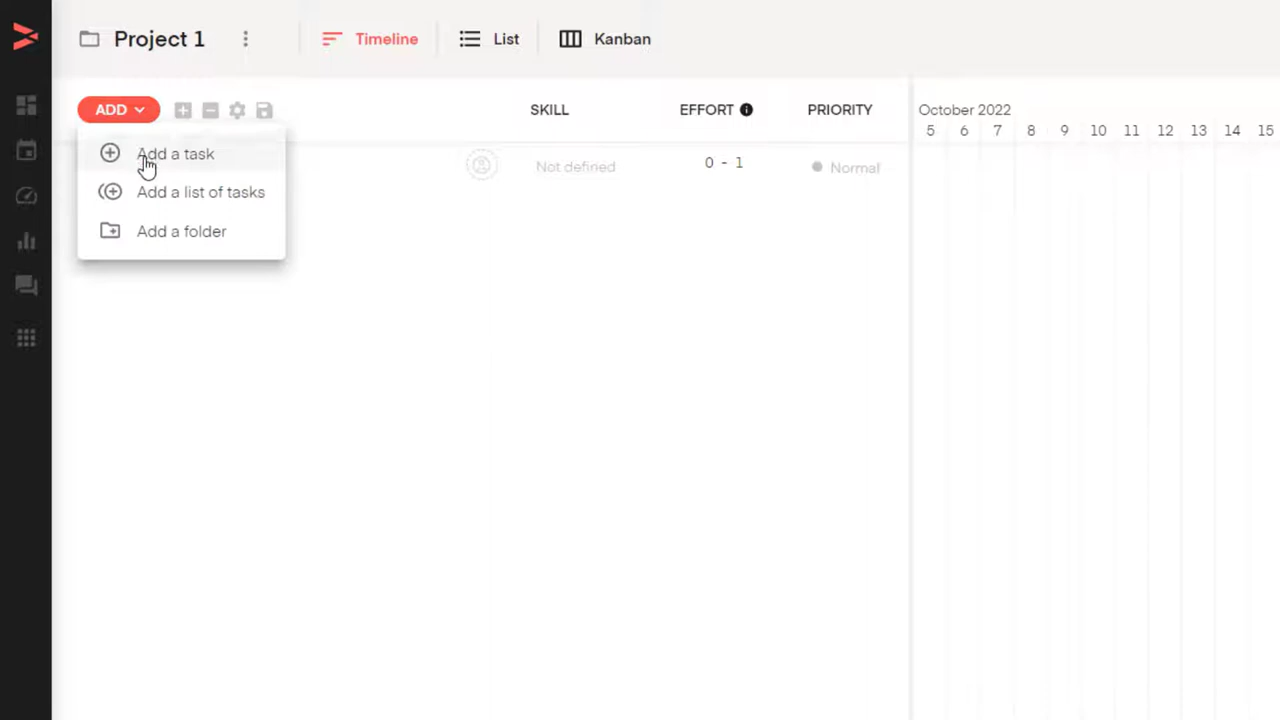 Project 1
Timeline
List
Kanban
ADD
SKILL
EFFORT
PRIORITY
October 2022
5 6 7 8 9 10 11 12 13 14 15
Add a task
Not defined
0 - 1
Normal
Add a list of tasks
Add a folder